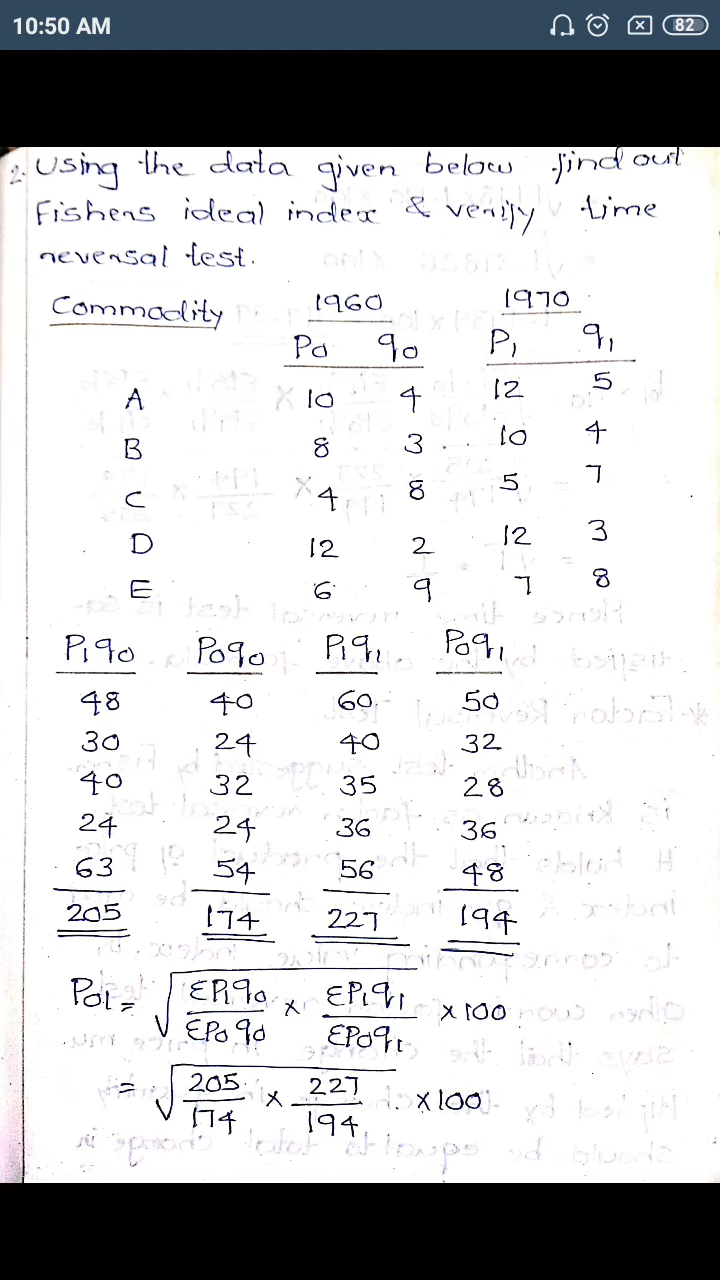 10:50 AM
82
2. Using the data given below find out
Fishers ideal index & verify time
reversal test.
Commodity 1960 1970
P0 q0 P1 q1
A 10 4 12 5
B 8 3 10 4
C 4 8 5 7
D 12 2 12 3
E 6 9 7 8
P1q0 P0q0 P1q1 P0q1
48 40 60 50
30 24 40 32
40 32 35 28
24 24 36 36
63 54 56 48
205 174 227 194
P01 = √(ΣP1q0/ΣP0q0 × ΣP1q1/ΣP0q1) × 100
= √(205/174 × 227/194) × 100